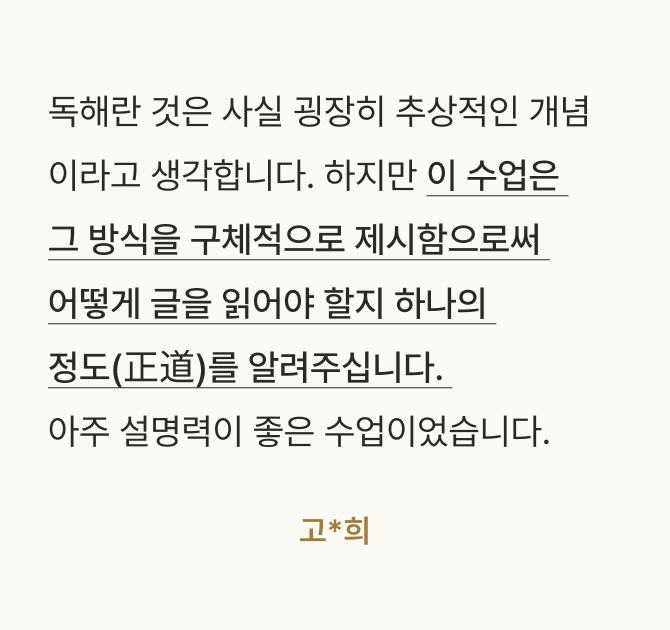 독해란 것은 사실 굉장히 추상적인 개념
이라고 생각합니다. 하지만 이 수업은
그 방식을 구체적으로 제시함으로써
어떻게 글을 읽어야 할지 하나의
정도(正道)를 알려주십니다.
아주 설명력이 좋은 수업이었습니다.
고*희